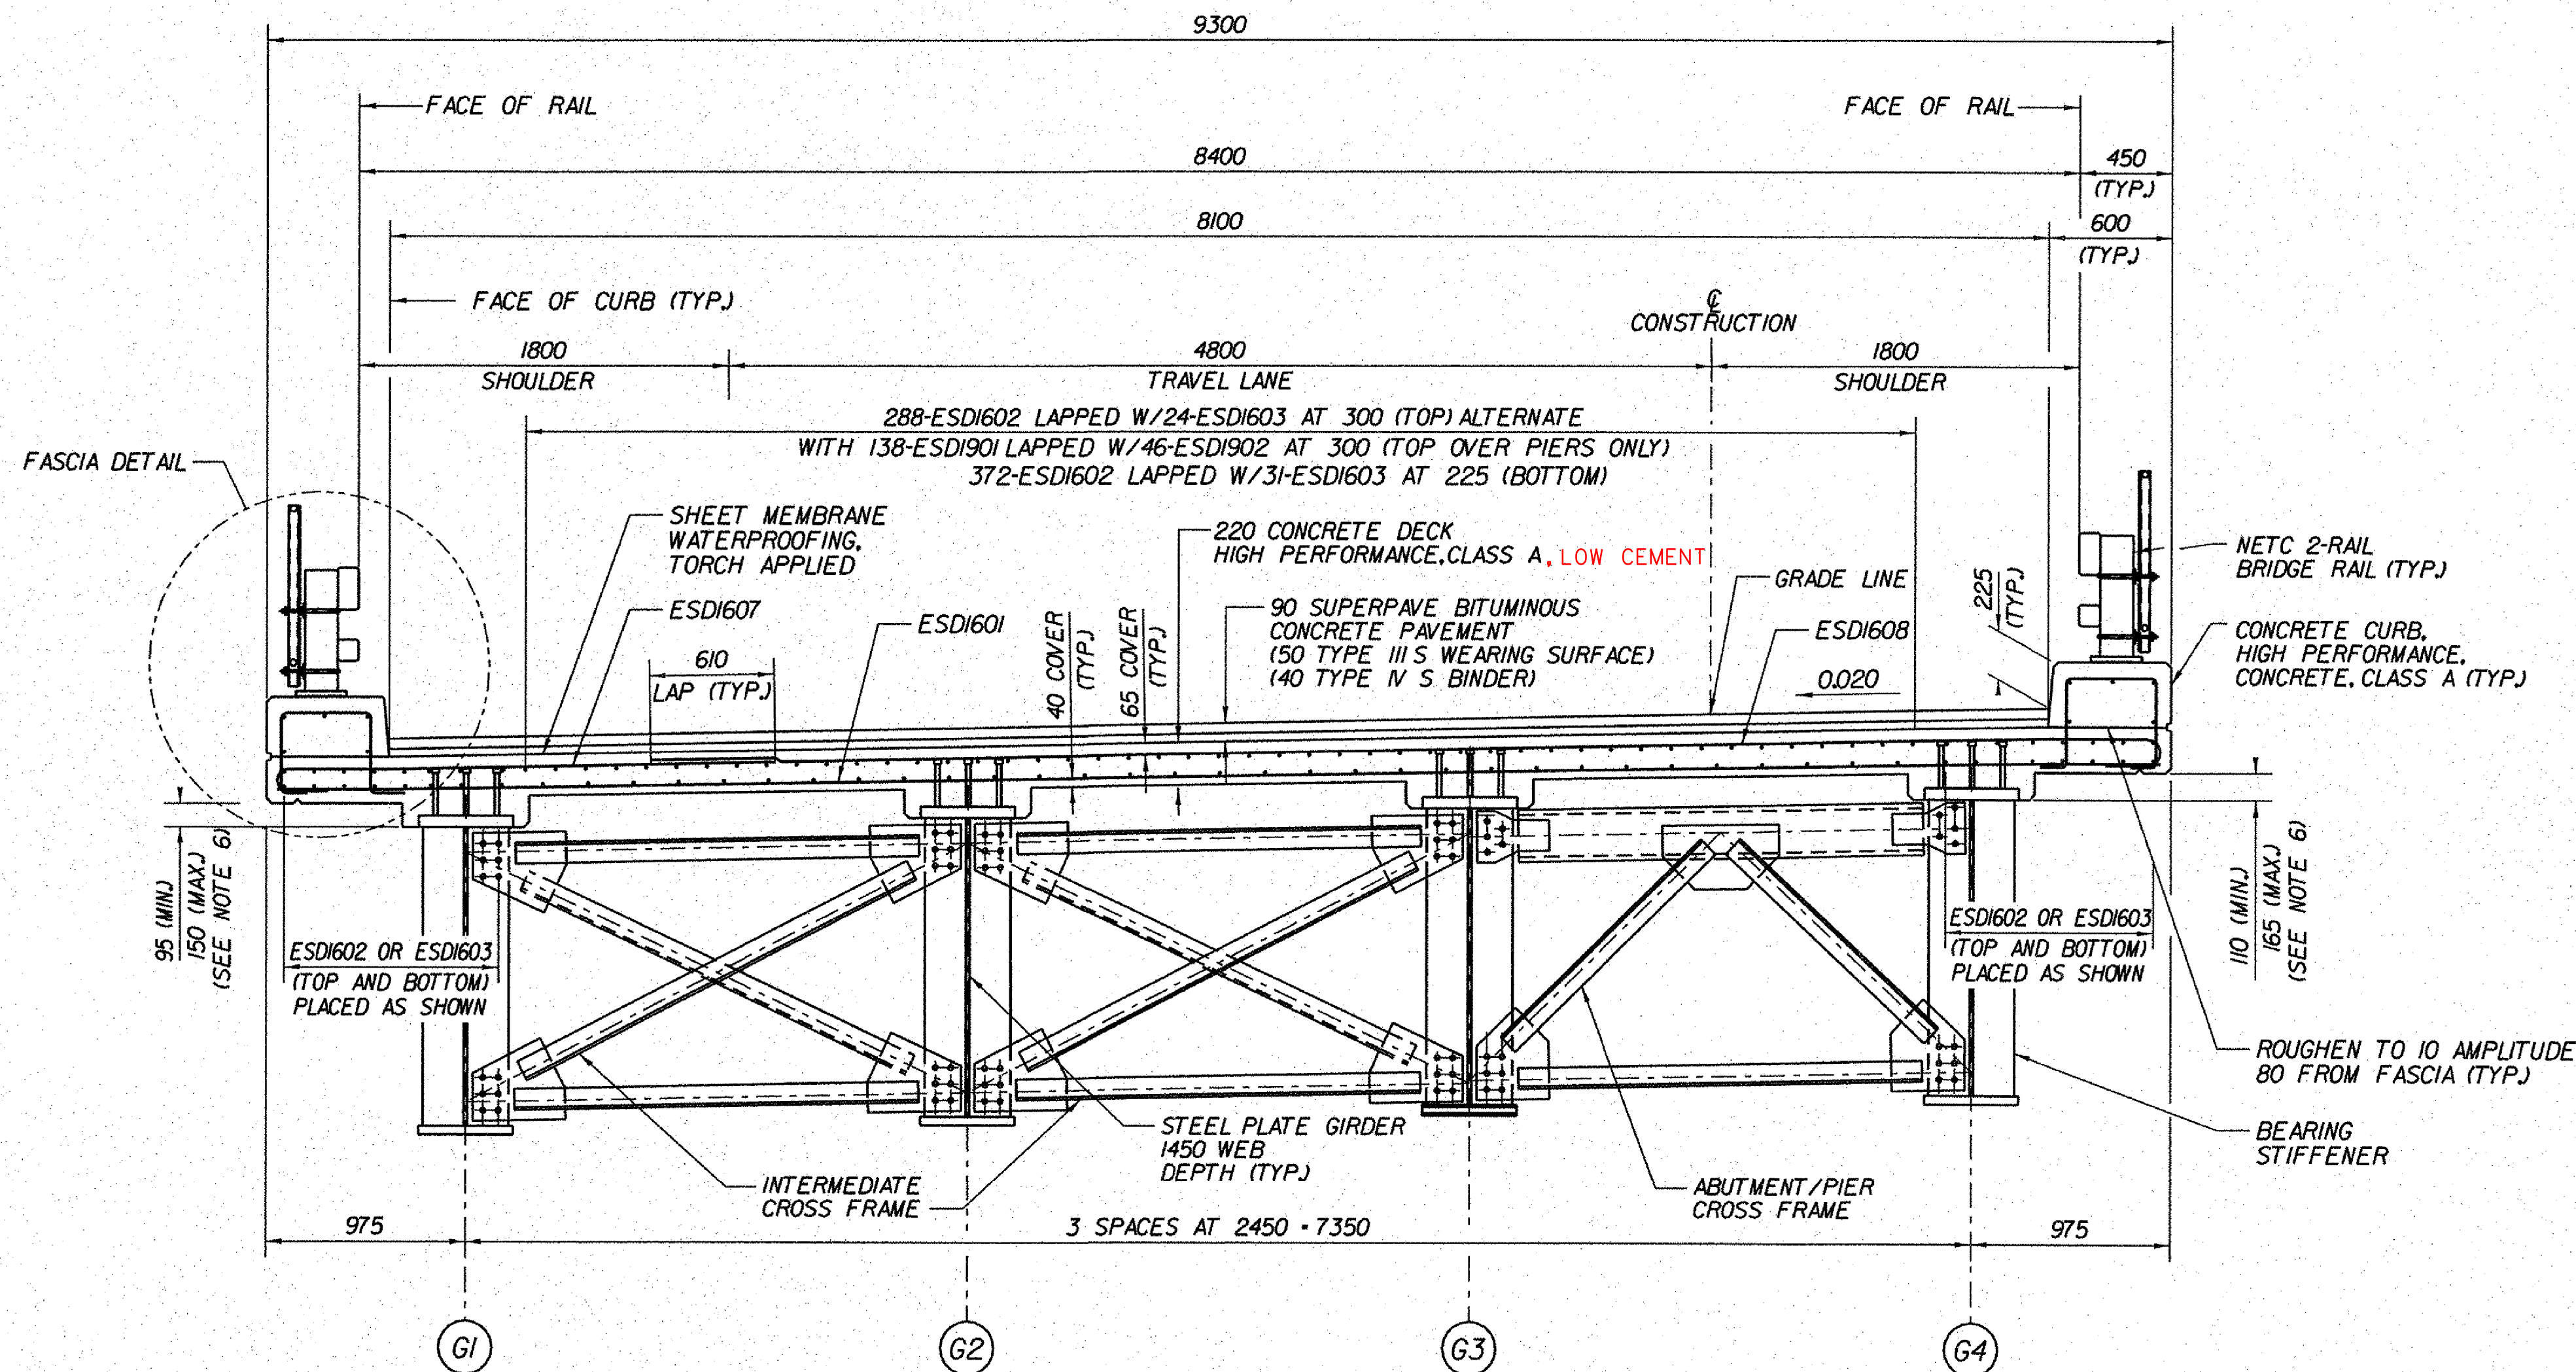 9300
FACE OF RAIL
FACE OF RAIL
8400
450
(TYP.)
8100
600
(TYP.)
FACE OF CURB (TYP.)
℄
CONSTRUCTION
1800
SHOULDER
4800
TRAVEL LANE
1800
SHOULDER
288-ESD1602 LAPPED W/24-ESD1603 AT 300 (TOP) ALTERNATE
WITH 138-ESD1901 LAPPED W/46-ESD1902 AT 300 (TOP OVER PIERS ONLY)
372-ESD1602 LAPPED W/31-ESD1603 AT 225 (BOTTOM)
FASCIA DETAIL
SHEET MEMBRANE
WATERPROOFING,
TORCH APPLIED
220 CONCRETE DECK
HIGH PERFORMANCE, CLASS A, LOW CEMENT
NETC 2-RAIL
BRIDGE RAIL (TYP.)
GRADE LINE
225
(TYP.)
ESD1607
ESD1601
40 COVER
(TYP.)
65 COVER
(TYP.)
90 SUPERPAVE BITUMINOUS
CONCRETE PAVEMENT
(50 TYPE III S WEARING SURFACE)
(40 TYPE IV S BINDER)
ESD1608
CONCRETE CURB,
HIGH PERFORMANCE,
CONCRETE, CLASS A (TYP.)
610
LAP (TYP.)
0.020
95 (MIN.)
150 (MAX.)
(SEE NOTE 6)
ESD1602 OR ESD1603
(TOP AND BOTTOM)
PLACED AS SHOWN
ESD1602 OR ESD1603
(TOP AND BOTTOM)
PLACED AS SHOWN
110 (MIN.)
165 (MAX.)
(SEE NOTE 6)
ROUGHEN TO 10 AMPLITUDE
80 FROM FASCIA (TYP.)
STEEL PLATE GIRDER
1450 WEB
DEPTH (TYP.)
BEARING
STIFFENER
INTERMEDIATE
CROSS FRAME
ABUTMENT/PIER
CROSS FRAME
975
3 SPACES AT 2450 = 7350
975
G1
G2
G3
G4